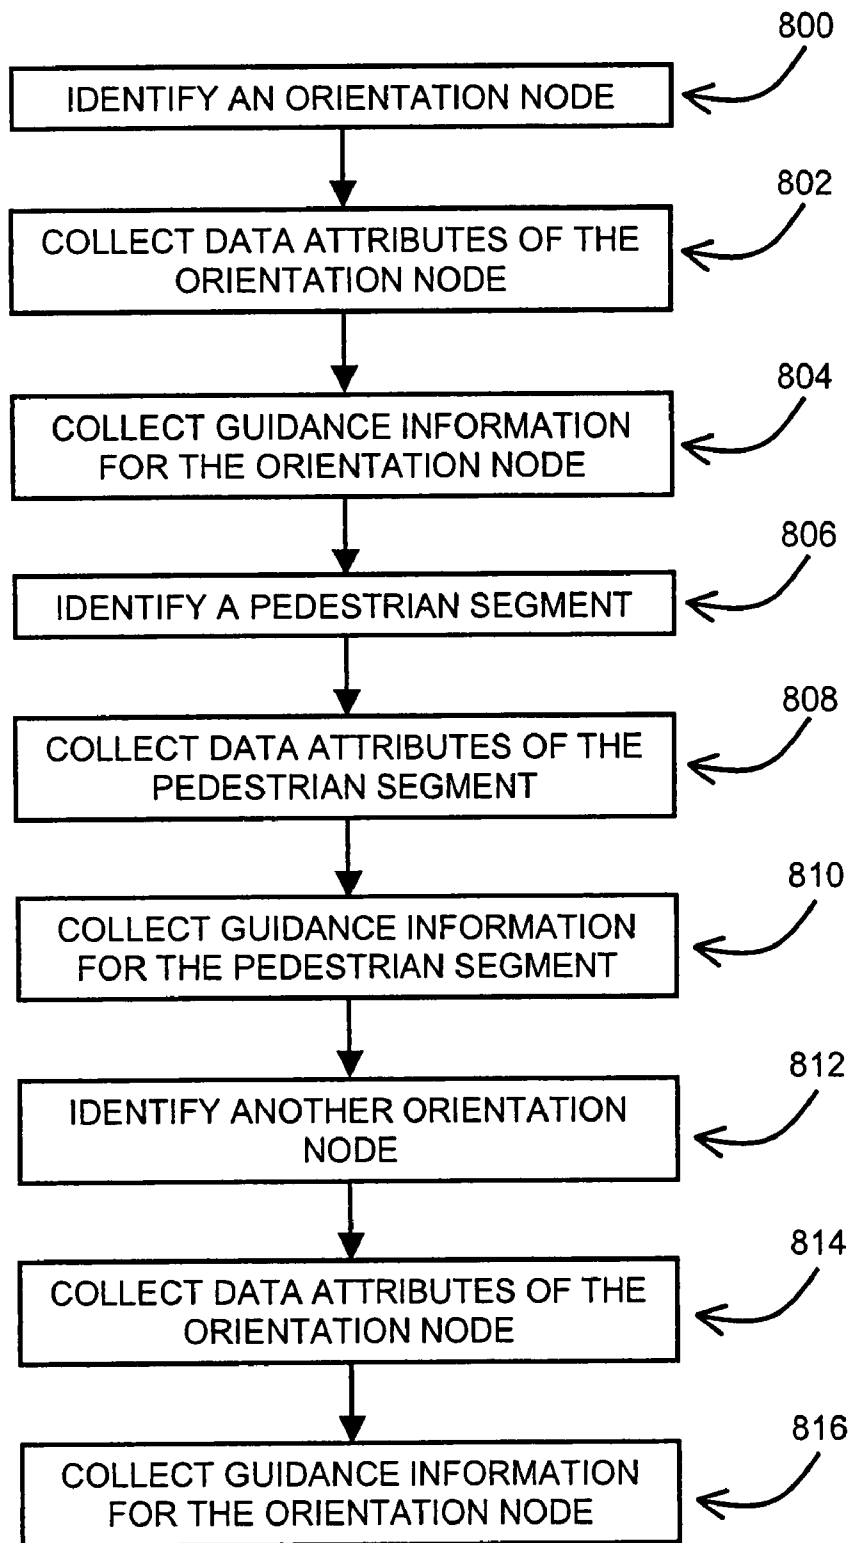 800
IDENTIFY AN ORIENTATION NODE
802
COLLECT DATA ATTRIBUTES OF THE
ORIENTATION NODE
804
COLLECT GUIDANCE INFORMATION
FOR THE ORIENTATION NODE
806
IDENTIFY A PEDESTRIAN SEGMENT
808
COLLECT DATA ATTRIBUTES OF THE
PEDESTRIAN SEGMENT
810
COLLECT GUIDANCE INFORMATION
FOR THE PEDESTRIAN SEGMENT
812
IDENTIFY ANOTHER ORIENTATION
NODE
814
COLLECT DATA ATTRIBUTES OF THE
ORIENTATION NODE
816
COLLECT GUIDANCE INFORMATION
FOR THE ORIENTATION NODE